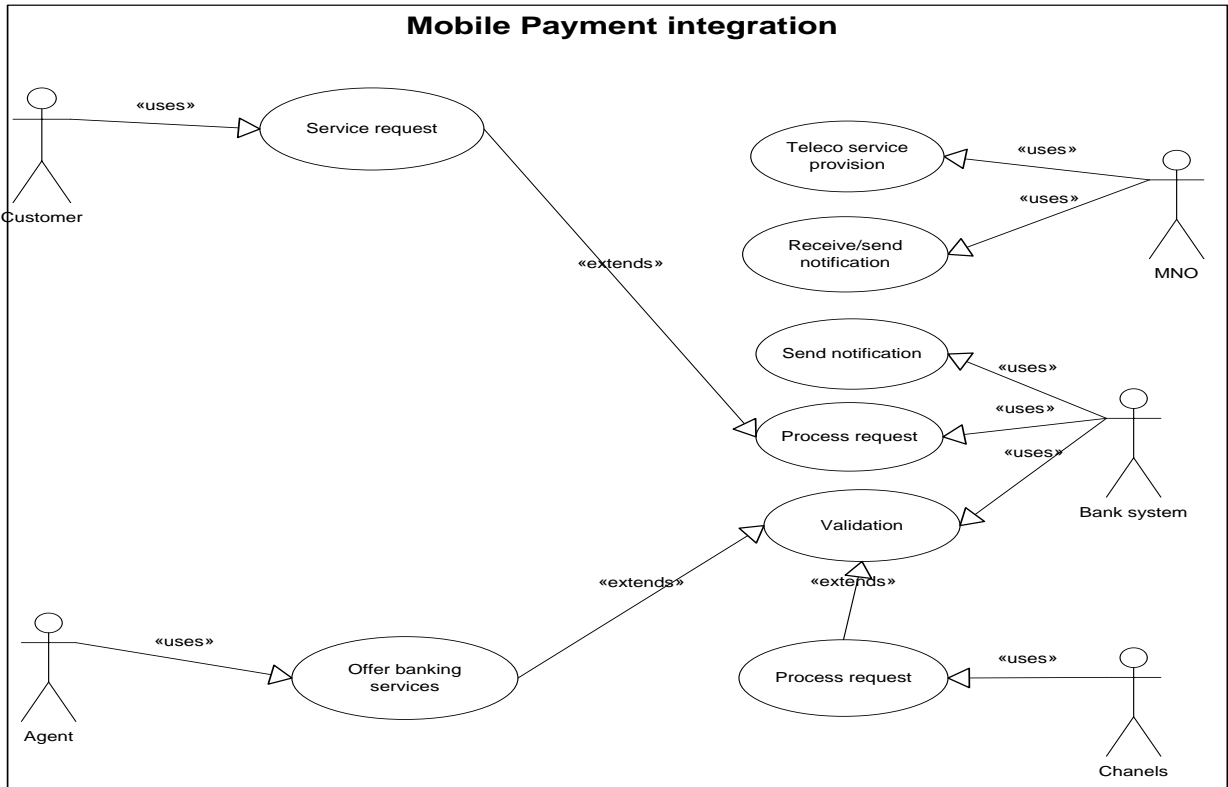 Mobile Payment integration
«uses»
Service request
Customer
Teleco service
provision
«uses»
«uses»
Receive/send
notification
MNO
«extends»
Send notification
«uses»
Process request
«uses»
«uses»
Bank system
Validation
«extends»
«extends»
«uses»
Offer banking
services
Agent
Process request
«uses»
Chanels